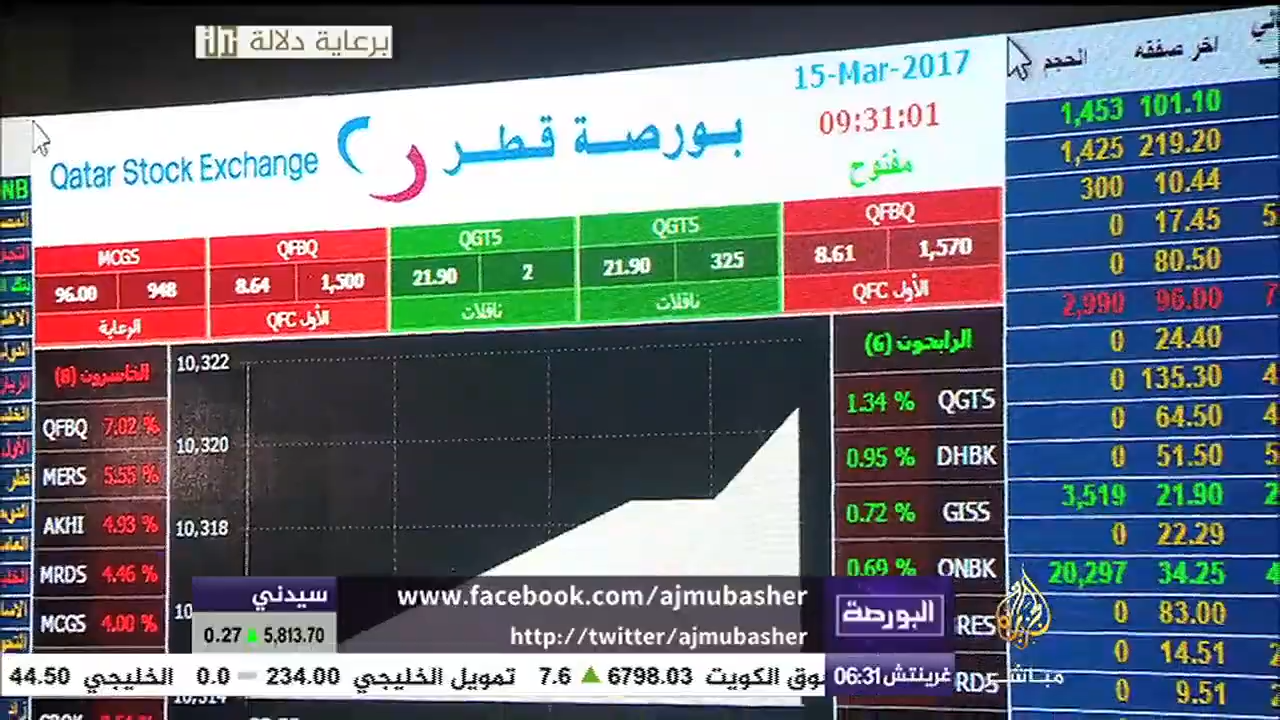 برعاية دلالة
15-Mar-2017
09:31:01
مفتوح
Qatar Stock Exchange
بورصة قطر
MCGS
96.00 948
الرعاية
QFBQ
8.64 1,500
الأول QFC
QGTS
21.90 2
ناقلات
QGTS
21.90 325
ناقلات
QFBQ
8.61 1,570
الأول QFC
الخاسرون (8)
QFBQ 7.02 %
MERS 5.55 %
AKHI 4.93 %
MRDS 4.46 %
MCGS 4.00 %
10,322
10,320
10,318
10,314
الرابحون (6)
1.34 % QGTS
0.95 % DHBK
0.72 % GISS
0.69 % QNBK
الحجم اخر صفقه
1,453 101.10
1,425 219.20
300 10.44
0 17.45
0 80.50
2,990 96.00
0 24.40
0 135.30
0 64.50
0 51.50
3,519 21.90
0 22.29
20,297 34.25
0 83.00
0 14.51
0 9.51
سيدني
0.27 5,813.70
www.facebook.com/ajmubasher
http://twitter/ajmubasher
البورصة
مباشر
غرينتش 06:31
الكويت 6798.03 7.6 تمويل الخليجي 234.00 0.0 الخليجي 44.50